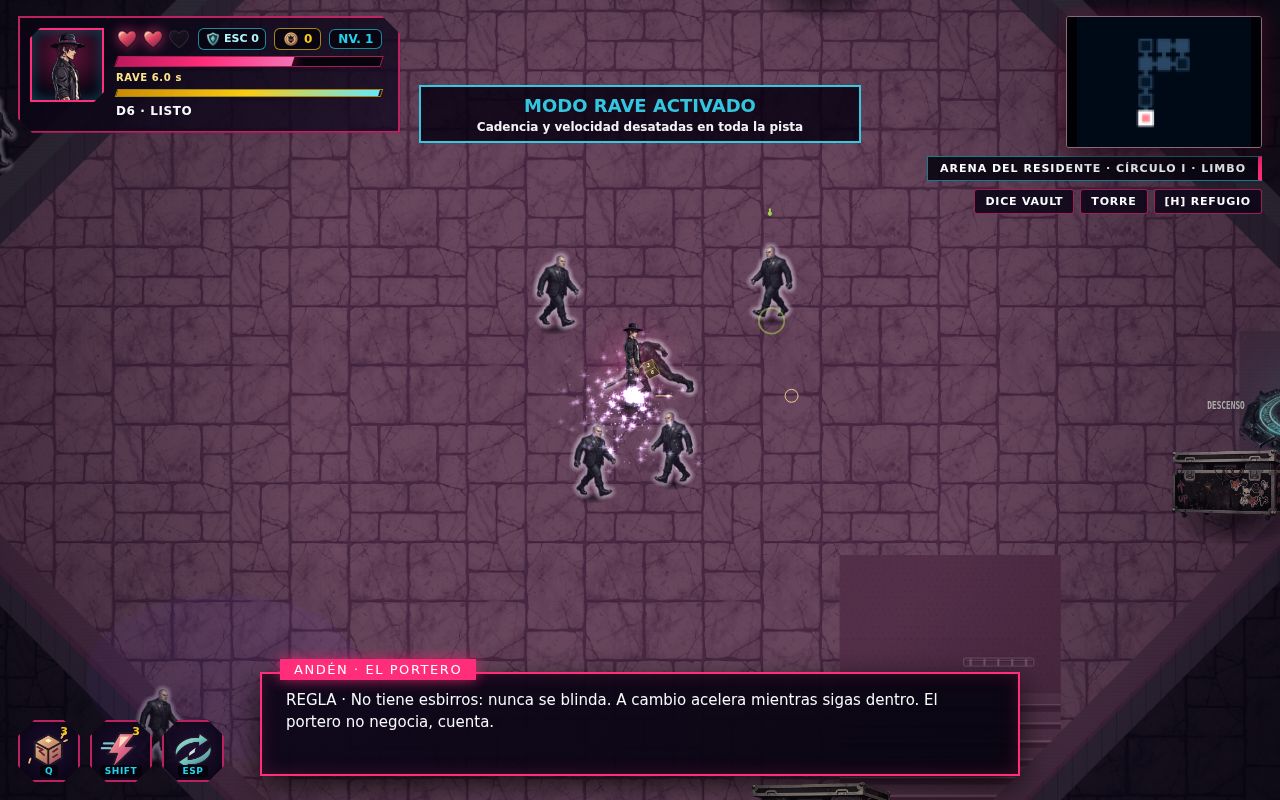 ESC 0
0
NV. 1
RAVE 6.0 s
D6 · LISTO
MODO RAVE ACTIVADO
Cadencia y velocidad desatadas en toda la pista
ARENA DEL RESIDENTE · CÍRCULO I · LIMBO
DICE VAULT
TORRE
[H] REFUGIO
DESCENSO
ANDÉN · EL PORTERO
REGLA · No tiene esbirros: nunca se blinda. A cambio acelera mientras sigas dentro. El
portero no negocia, cuenta.
3
Q
3
SHIFT
ESP